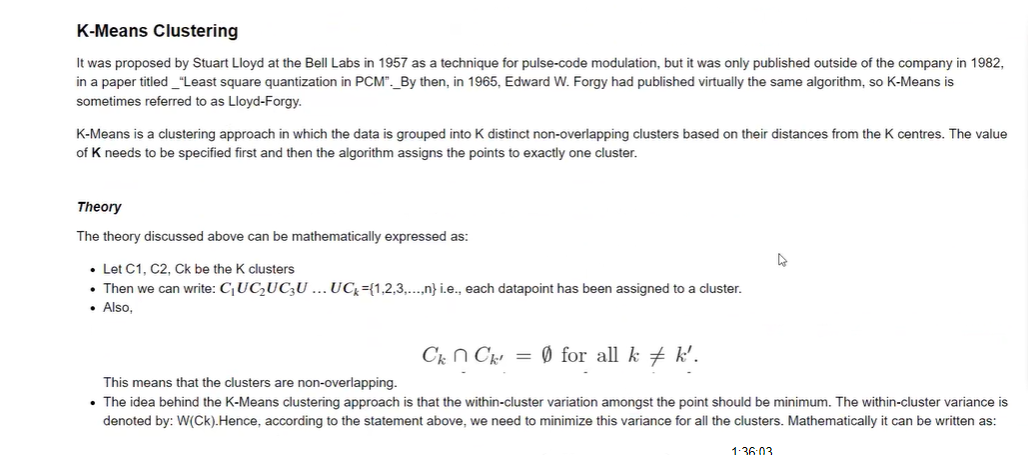 K-Means Clustering
It was proposed by Stuart Lloyd at the Bell Labs in 1957 as a technique for pulse-code modulation, but it was only published outside of the company in 1982,
in a paper titled _“Least square quantization in PCM”._By then, in 1965, Edward W. Forgy had published virtually the same algorithm, so K-Means is
sometimes referred to as Lloyd-Forgy.
K-Means is a clustering approach in which the data is grouped into K distinct non-overlapping clusters based on their distances from the K centres. The value
of K needs to be specified first and then the algorithm assigns the points to exactly one cluster.
Theory
The theory discussed above can be mathematically expressed as:
• Let C1, C2, Ck be the K clusters
• Then we can write: C₁UC₂UC₃U … UCₖ={1,2,3,…,n} i.e., each datapoint has been assigned to a cluster.
• Also,
Cₖ ∩ Cₖ′ = ∅ for all k ≠ k′.
This means that the clusters are non-overlapping.
• The idea behind the K-Means clustering approach is that the within-cluster variation amongst the point should be minimum. The within-cluster variance is
denoted by: W(Ck).Hence, according to the statement above, we need to minimize this variance for all the clusters. Mathematically it can be written as:
1:36:03